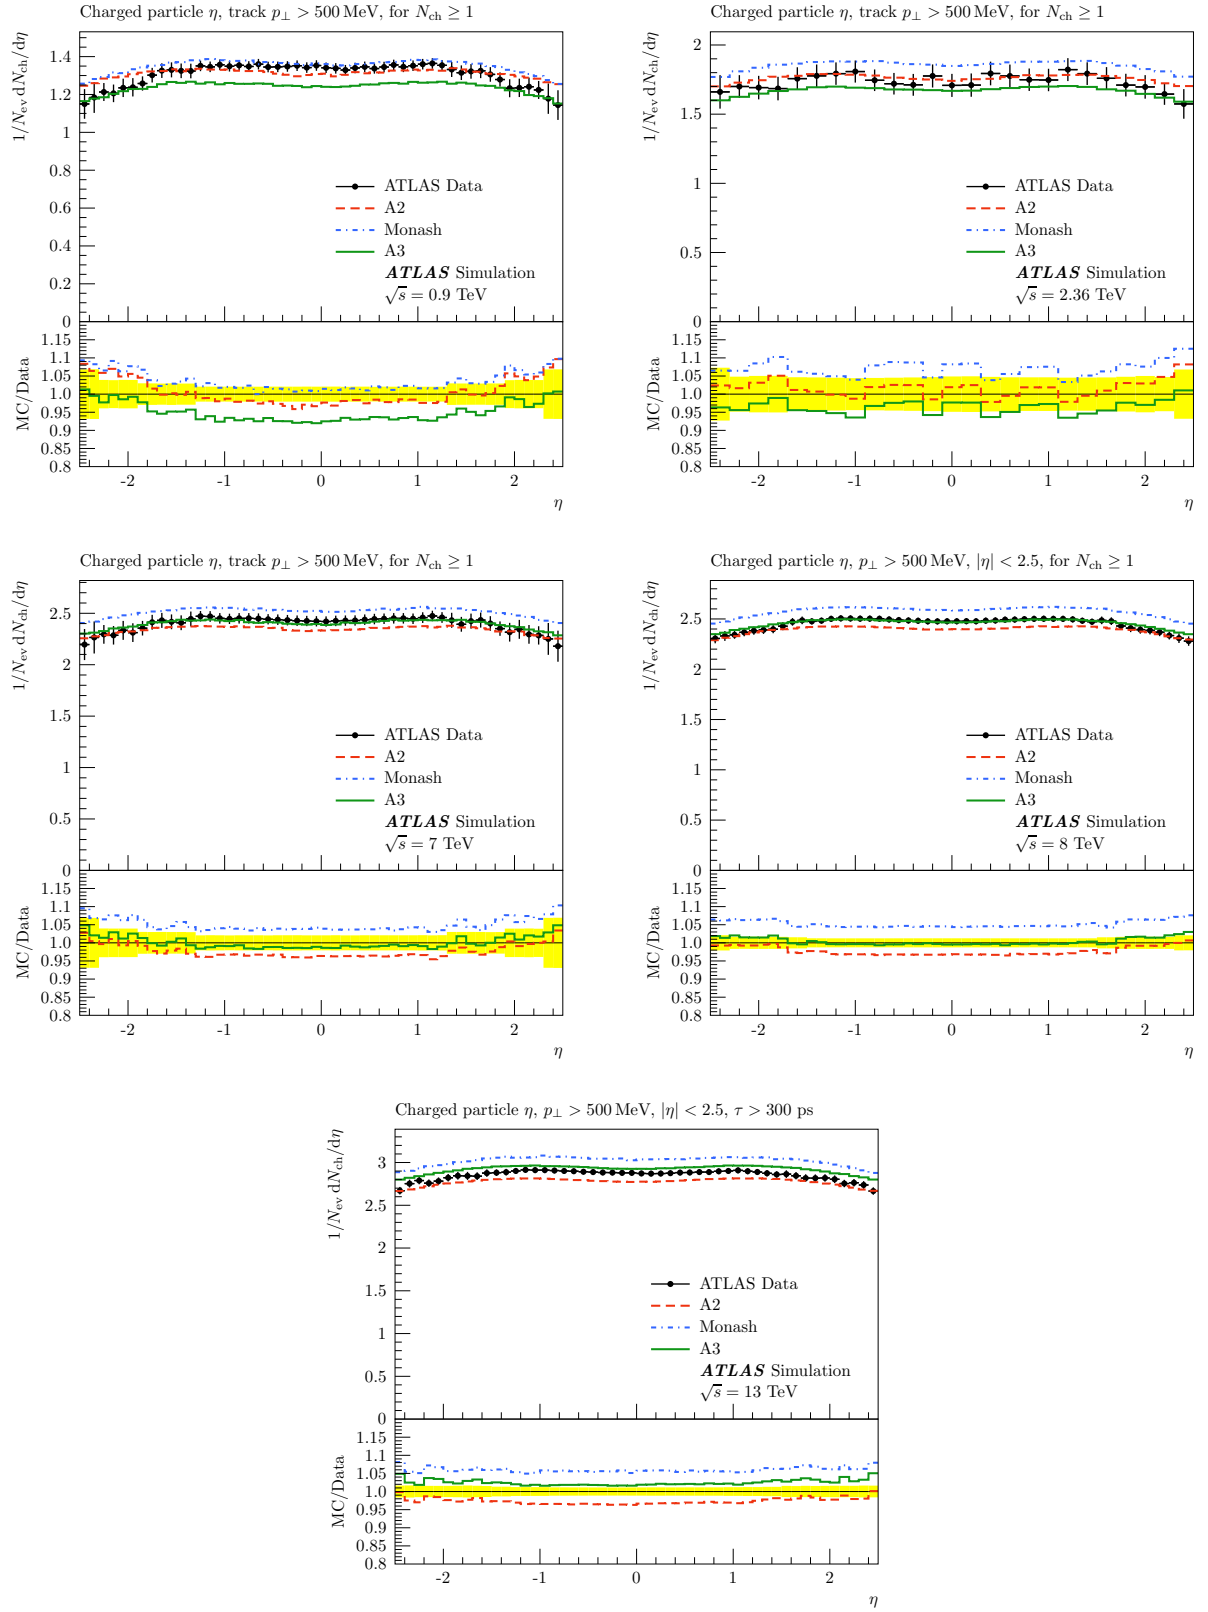 Charged particle η, track p⊥ > 500 MeV, for Nch ≥ 1
1/Nev dNch/dη
1.4
1.2
1
0.8
0.6
0.4
0.2
0
ATLAS Data
A2
Monash
A3
ATLAS Simulation
√s = 0.9 TeV
MC/Data
1.15
1.1
1.05
1.0
0.95
0.9
0.85
0.8
-2 -1 0 1 2
η
Charged particle η, track p⊥ > 500 MeV, for Nch ≥ 1
1/Nev dNch/dη
2
1.5
1
0.5
0
ATLAS Data
A2
Monash
A3
ATLAS Simulation
√s = 2.36 TeV
MC/Data
1.15
1.1
1.05
1.0
0.95
0.9
0.85
0.8
-2 -1 0 1 2
η
Charged particle η, track p⊥ > 500 MeV, for Nch ≥ 1
1/Nev dNch/dη
2.5
2
1.5
1
0.5
0
ATLAS Data
A2
Monash
A3
ATLAS Simulation
√s = 7 TeV
MC/Data
1.15
1.1
1.05
1.0
0.95
0.9
0.85
0.8
-2 -1 0 1 2
η
Charged particle η, p⊥ > 500 MeV, |η| < 2.5, for Nch ≥ 1
1/Nev dNch/dη
2.5
2
1.5
1
0.5
0
ATLAS Data
A2
Monash
A3
ATLAS Simulation
√s = 8 TeV
MC/Data
1.15
1.1
1.05
1.0
0.95
0.9
0.85
0.8
-2 -1 0 1 2
η
Charged particle η, p⊥ > 500 MeV, |η| < 2.5, τ > 300 ps
1/Nev dNch/dη
3
2.5
2
1.5
1
0.5
0
ATLAS Data
A2
Monash
A3
ATLAS Simulation
√s = 13 TeV
MC/Data
1.15
1.1
1.05
1.0
0.95
0.9
0.85
0.8
-2 -1 0 1 2
η